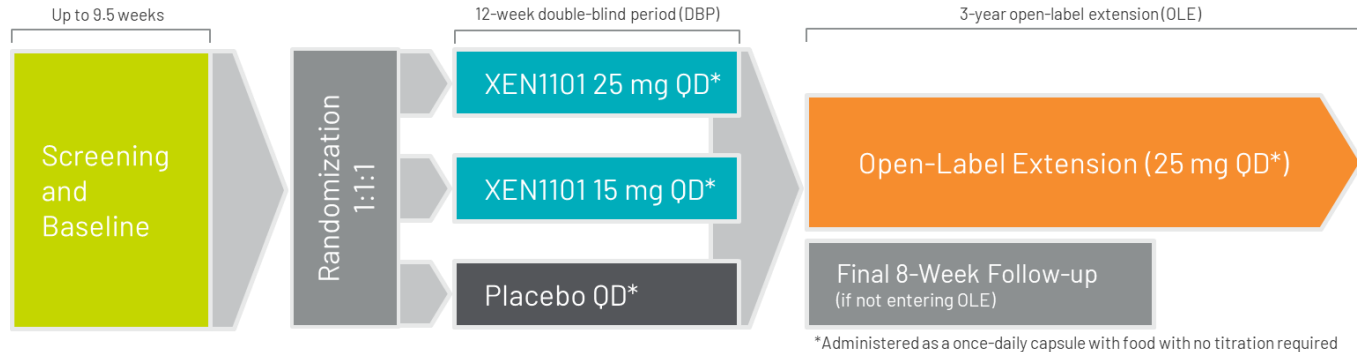 Up to 9.5 weeks
12-week double-blind period (DBP)
3-year open-label extension (OLE)
Screening
and
Baseline
Randomization
1:1:1
XEN1101 25 mg QD*
XEN1101 15 mg QD*
Placebo QD*
Open-Label Extension (25 mg QD*)
Final 8-Week Follow-up
(if not entering OLE)
*Administered as a once-daily capsule with food with no titration required